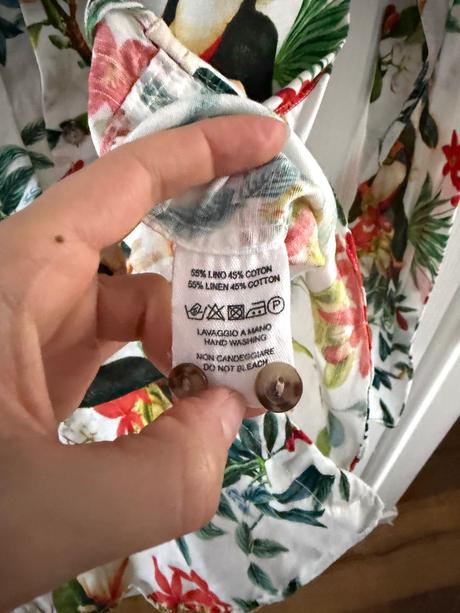 55% LINO 45% COTON
55% LINEN 45% COTTON
P
LAVAGGIO A MANO
HAND WASHING
NON CANDEGGIARE
DO NOT BLEACH